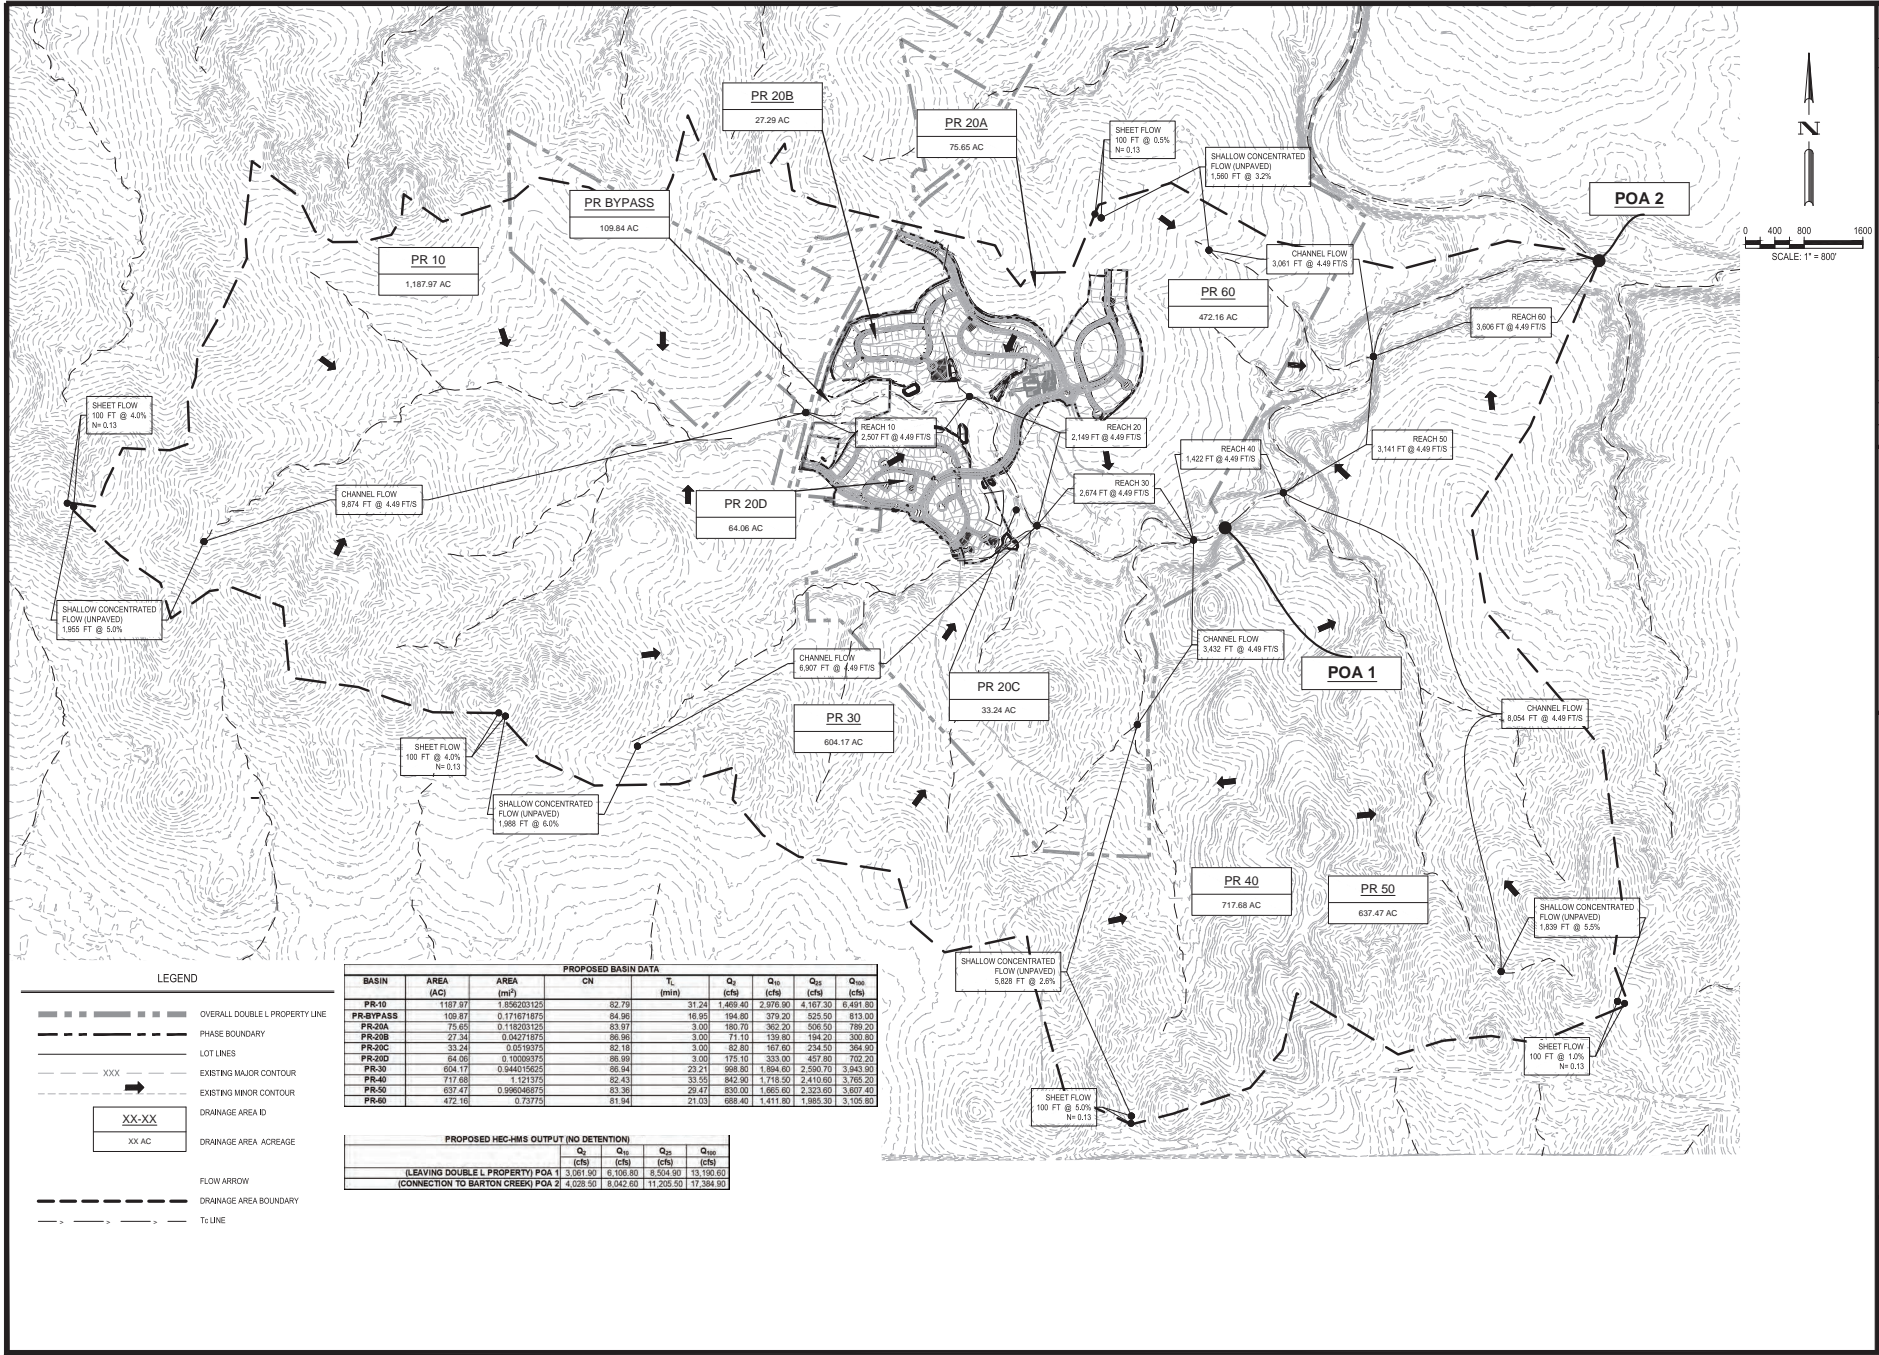 PR 20B
27.29 AC
PR 20A
75.65 AC
SHEET FLOW
100 FT @ 0.5%
N= 0.13
SHALLOW CONCENTRATED
FLOW (UNPAVED)
1,560 FT @ 3.2%
POA 2
N
0 400 800 1600
SCALE: 1" = 800'
PR BYPASS
109.84 AC
PR 10
1,187.97 AC
CHANNEL FLOW
3,061 FT @ 4.49 FT/S
PR 60
472.16 AC
REACH 60
3,606 FT @ 4.49 FT/S
SHEET FLOW
100 FT @ 4.0%
N= 0.13
REACH 10
2,507 FT @ 4.49 FT/S
REACH 20
2,149 FT @ 4.49 FT/S
REACH 40
1,422 FT @ 4.49 FT/S
REACH 50
3,141 FT @ 4.49 FT/S
CHANNEL FLOW
9,874 FT @ 4.49 FT/S
REACH 30
2,674 FT @ 4.49 FT/S
PR 20D
64.06 AC
SHALLOW CONCENTRATED
FLOW (UNPAVED)
1,955 FT @ 5.0%
CHANNEL FLOW
6,907 FT @ 4.49 FT/S
CHANNEL FLOW
3,432 FT @ 4.49 FT/S
POA 1
PR 20C
33.24 AC
PR 30
604.17 AC
CHANNEL FLOW
8,054 FT @ 4.49 FT/S
SHEET FLOW
100 FT @ 4.0%
N= 0.13
SHALLOW CONCENTRATED
FLOW (UNPAVED)
1,988 FT @ 6.0%
PR 40
717.68 AC
PR 50
637.47 AC
SHALLOW CONCENTRATED
FLOW (UNPAVED)
1,839 FT @ 5.5%
SHALLOW CONCENTRATED
FLOW (UNPAVED)
5,828 FT @ 2.6%
SHEET FLOW
100 FT @ 1.0%
N= 0.13
SHEET FLOW
100 FT @ 5.0%
N= 0.13
LEGEND
OVERALL DOUBLE L PROPERTY LINE
PHASE BOUNDARY
LOT LINES
XXX EXISTING MAJOR CONTOUR
EXISTING MINOR CONTOUR
XX-XX DRAINAGE AREA ID
XX AC DRAINAGE AREA ACREAGE
FLOW ARROW
DRAINAGE AREA BOUNDARY
Tc LINE
PROPOSED BASIN DATA
BASIN AREA AREA CN TL Q2 Q10 Q25 Q100
(AC) (mi²) (min) (cfs) (cfs) (cfs) (cfs)
PR-10 1187.97 1.856203125 82.79 31.24 1,469.40 2,976.90 4,167.30 6,491.80
PR-BYPASS 109.87 0.171671875 84.96 16.95 194.80 379.20 525.50 813.00
PR-20A 75.65 0.118203125 83.97 3.00 180.70 362.20 506.50 789.20
PR-20B 27.34 0.04271875 86.96 3.00 71.10 139.80 194.20 300.80
PR-20C 33.24 0.0519375 82.18 3.00 82.80 167.60 234.50 364.90
PR-20D 64.06 0.10009375 86.99 3.00 175.10 333.00 457.80 702.20
PR-30 604.17 0.944015625 86.94 23.21 998.80 1,894.60 2,590.70 3,943.90
PR-40 717.68 1.121375 82.43 33.55 842.90 1,718.50 2,410.60 3,765.20
PR-50 637.47 0.996046875 83.36 29.47 830.00 1,665.60 2,323.60 3,607.40
PR-60 472.16 0.73775 81.94 21.03 688.40 1,411.80 1,985.30 3,105.80
PROPOSED HEC-HMS OUTPUT (NO DETENTION)
Q2 Q10 Q25 Q100
(cfs) (cfs) (cfs) (cfs)
(LEAVING DOUBLE L PROPERTY) POA 1 3,061.90 6,106.80 8,504.90 13,190.60
(CONNECTION TO BARTON CREEK) POA 2 4,028.50 8,042.60 11,205.50 17,384.90